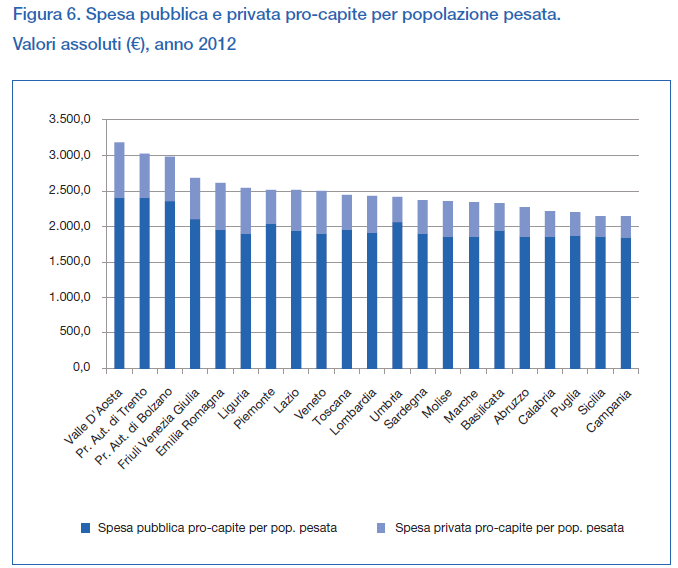 Figura 6. Spesa pubblica e privata pro-capite per popolazione pesata.
Valori assoluti (€), anno 2012
3.500,0
3.000,0
2.500,0
2.000,0
1.500,0
1.000,0
500,0
0,0
Valle D'Aosta
Pr. Aut. di Trento
Pr. Aut. di Bolzano
Friuli Venezia Giulia
Emilia Romagna
Liguria
Piemonte
Lazio
Veneto
Toscana
Lombardia
Umbria
Sardegna
Molise
Marche
Basilicata
Abruzzo
Calabria
Puglia
Sicilia
Campania
Spesa pubblica pro-capite per pop. pesata
Spesa privata pro-capite per pop. pesata